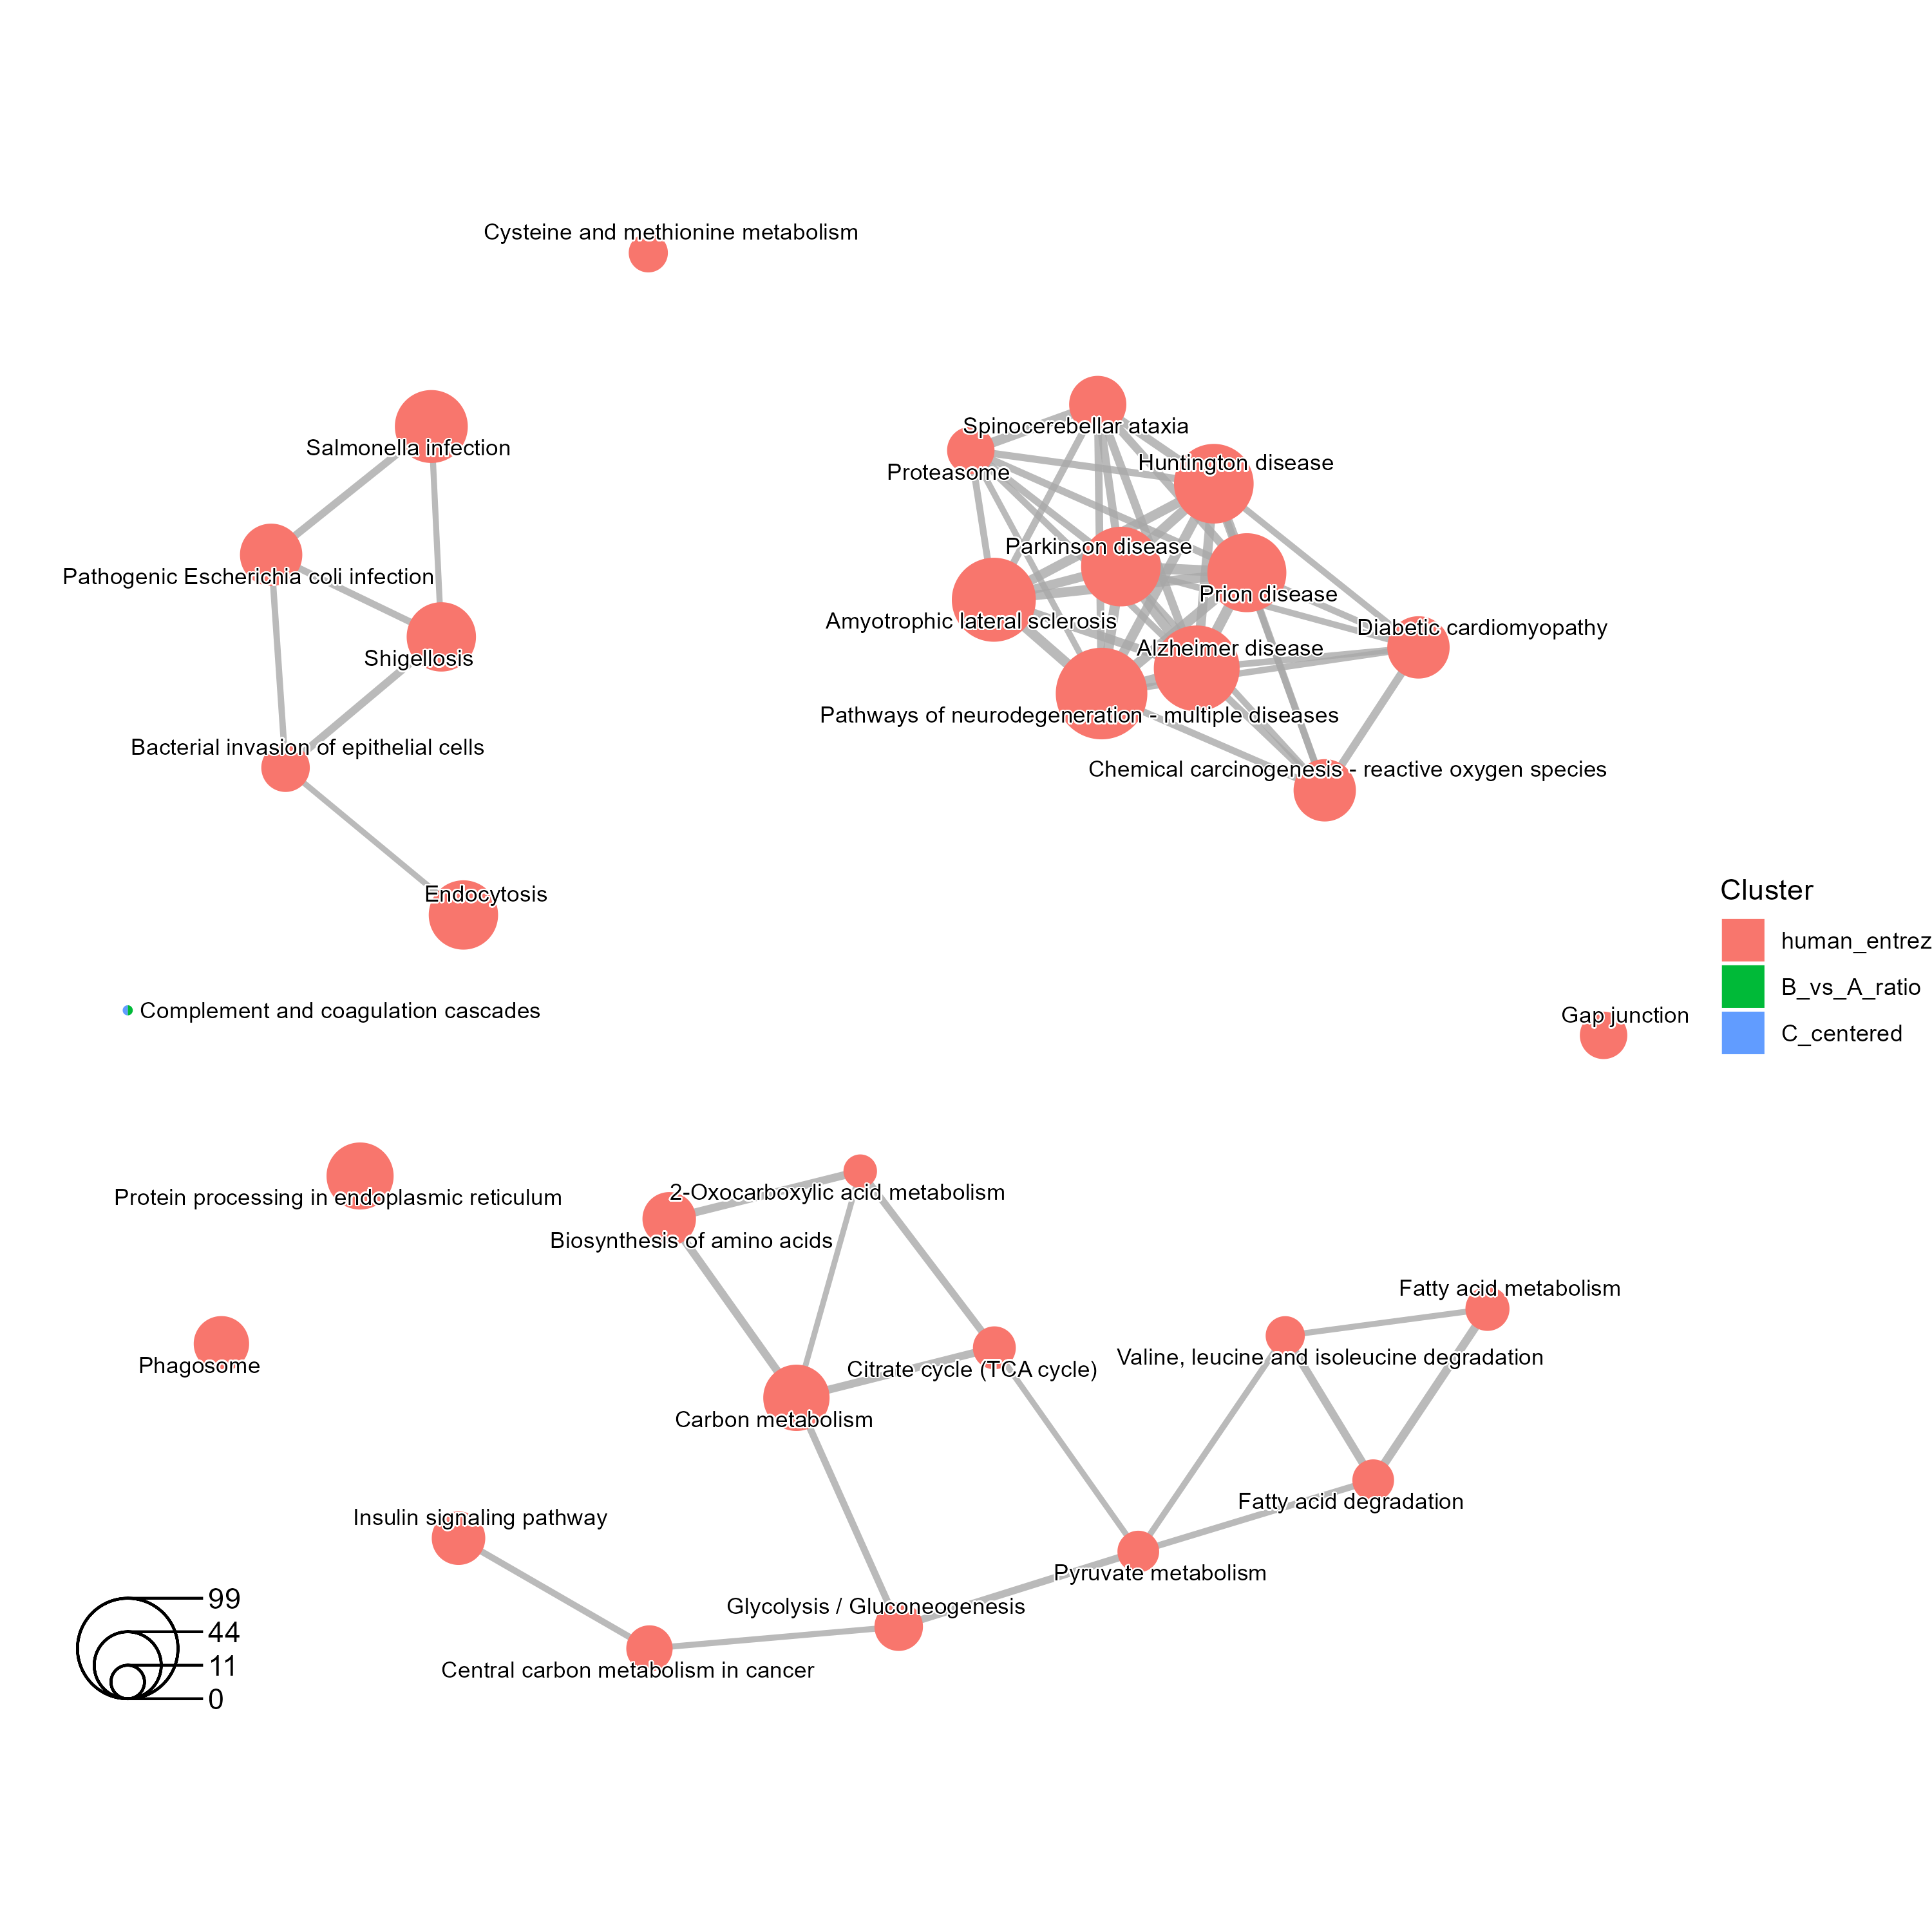 Cysteine and methionine metabolism
Spinocerebellar ataxia
Salmonella infection
Huntington disease
Proteasome
Parkinson disease
Pathogenic Escherichia coli infection
Prion disease
Amyotrophic lateral sclerosis
Diabetic cardiomyopathy
Alzheimer disease
Shigellosis
Pathways of neurodegeneration - multiple diseases
Bacterial invasion of epithelial cells
Chemical carcinogenesis - reactive oxygen species
Endocytosis
Cluster
human_entrez
B_vs_A_ratio
C_centered
Complement and coagulation cascades
Gap junction
Protein processing in endoplasmic reticulum
2-Oxocarboxylic acid metabolism
Biosynthesis of amino acids
Fatty acid metabolism
Valine, leucine and isoleucine degradation
Phagosome
Citrate cycle (TCA cycle)
Carbon metabolism
Fatty acid degradation
Insulin signaling pathway
Pyruvate metabolism
Glycolysis / Gluconeogenesis
Central carbon metabolism in cancer
99
44
11
0